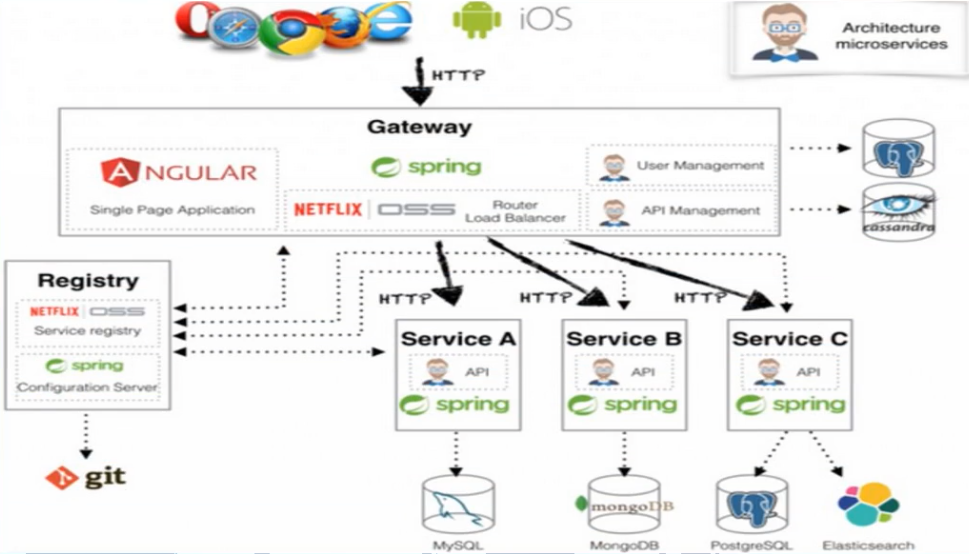 iOS
Architecture
microservices
HTTP
Gateway
ANGULAR
Single Page Application
spring
NETFLIX OSS
Router
Load Balancer
User Management
API Management
cassandra
Registry
NETFLIX OSS
Service registry
spring
Configuration Server
git
HTTP
HTTP
HTTP
Service A
API
spring
Service B
API
spring
Service C
API
spring
MySQL
mongoDB
MongoDB
PostgreSQL
Elasticsearch